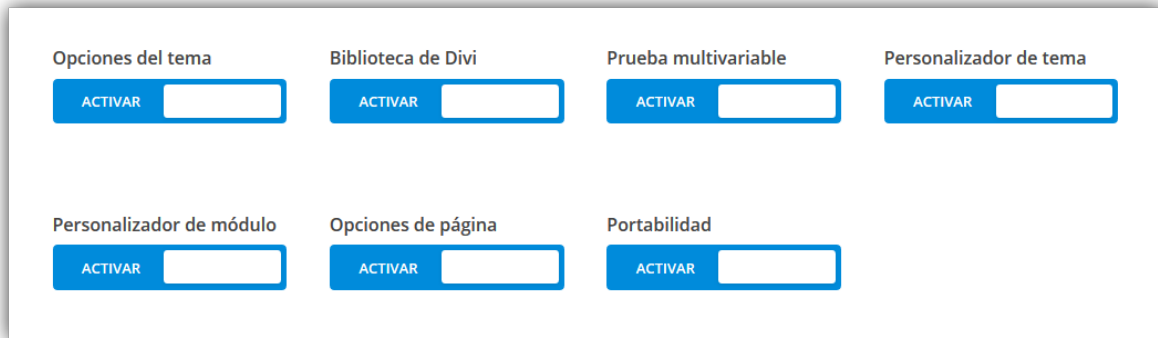 Opciones del tema Biblioteca de Divi Prueba multivariable Personalizador de tema
ACTIVAR ACTIVAR ACTIVAR ACTIVAR
Personalizador de módulo Opciones de página Portabilidad
ACTIVAR ACTIVAR ACTIVAR